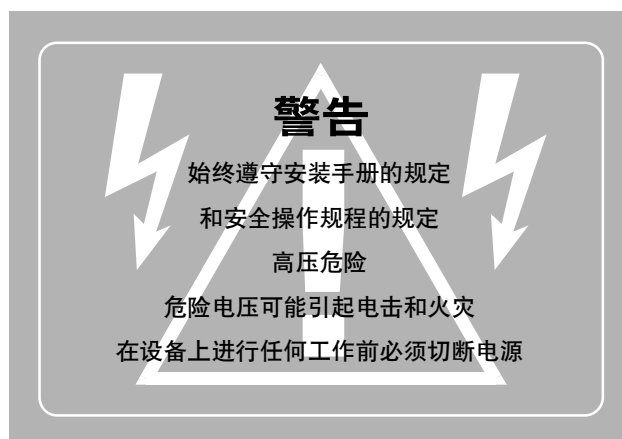 警告
始终遵守安装手册的规定
和安全操作规程的规定
高压危险
危险电压可能引起电击和火灾
在设备上进行任何工作前必须切断电源